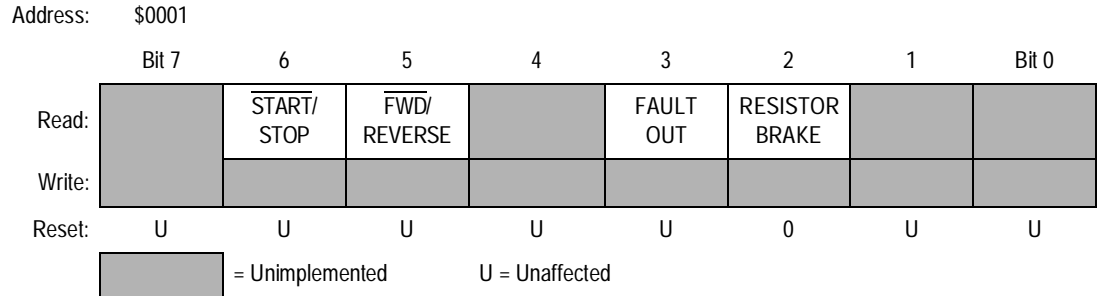 Address: $0001
Bit 7 6 5 4 3 2 1 Bit 0
Read: START/ STOP FWD/ REVERSE FAULT OUT RESISTOR BRAKE
Write:
Reset: U U U U U 0 U U
= Unimplemented U = Unaffected